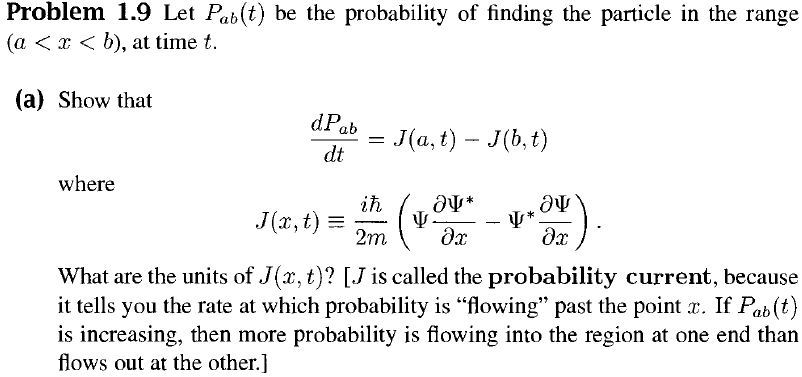 Problem 1.9 Let P_ab(t) be the probability of finding the particle in the range
(a < x < b), at time t.
(a) Show that
dP_ab/dt = J(a, t) − J(b, t)
where
J(x, t) ≡ iħ/2m (Ψ ∂Ψ*/∂x − Ψ* ∂Ψ/∂x).
What are the units of J(x, t)? [J is called the probability current, because
it tells you the rate at which probability is “flowing” past the point x. If P_ab(t)
is increasing, then more probability is flowing into the region at one end than
flows out at the other.]